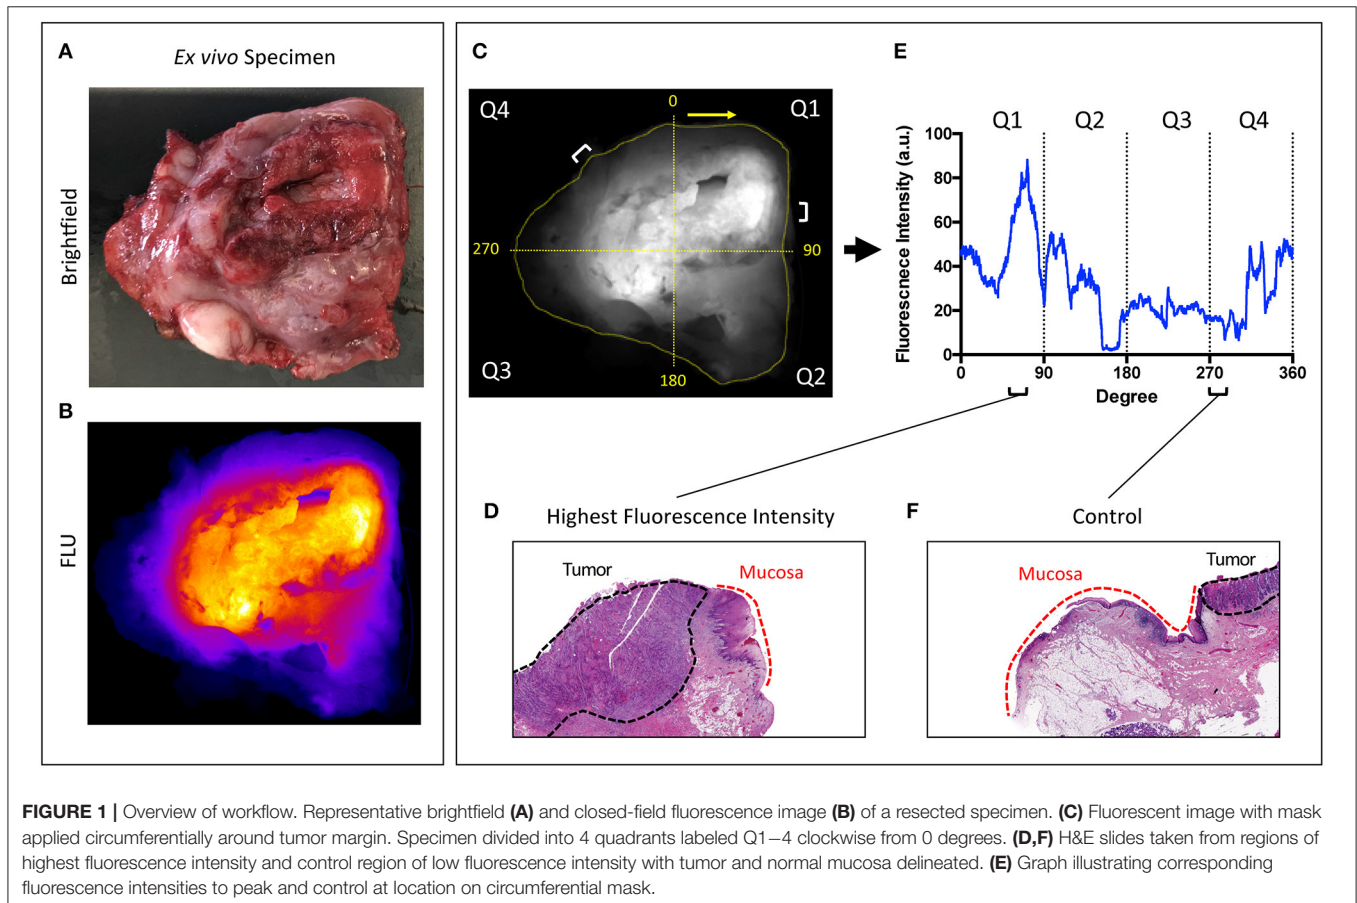 A
Ex vivo Specimen
Brightfield
B
FLU
C
Q4
0
Q1
270
90
Q3
180
Q2
E
Q1
Q2
Q3
Q4
Fluorescnece Intensity (a.u.)
100
80
60
40
20
0
0
90
180
270
360
Degree
D
Highest Fluorescence Intensity
Tumor
Mucosa
F
Control
Mucosa
Tumor
FIGURE 1 | Overview of workflow. Representative brightfield (A) and closed-field fluorescence image (B) of a resected specimen. (C) Fluorescent image with mask
applied circumferentially around tumor margin. Specimen divided into 4 quadrants labeled Q1–4 clockwise from 0 degrees. (D,F) H&E slides taken from regions of
highest fluorescence intensity and control region of low fluorescence intensity with tumor and normal mucosa delineated. (E) Graph illustrating corresponding
fluorescence intensities to peak and control at location on circumferential mask.